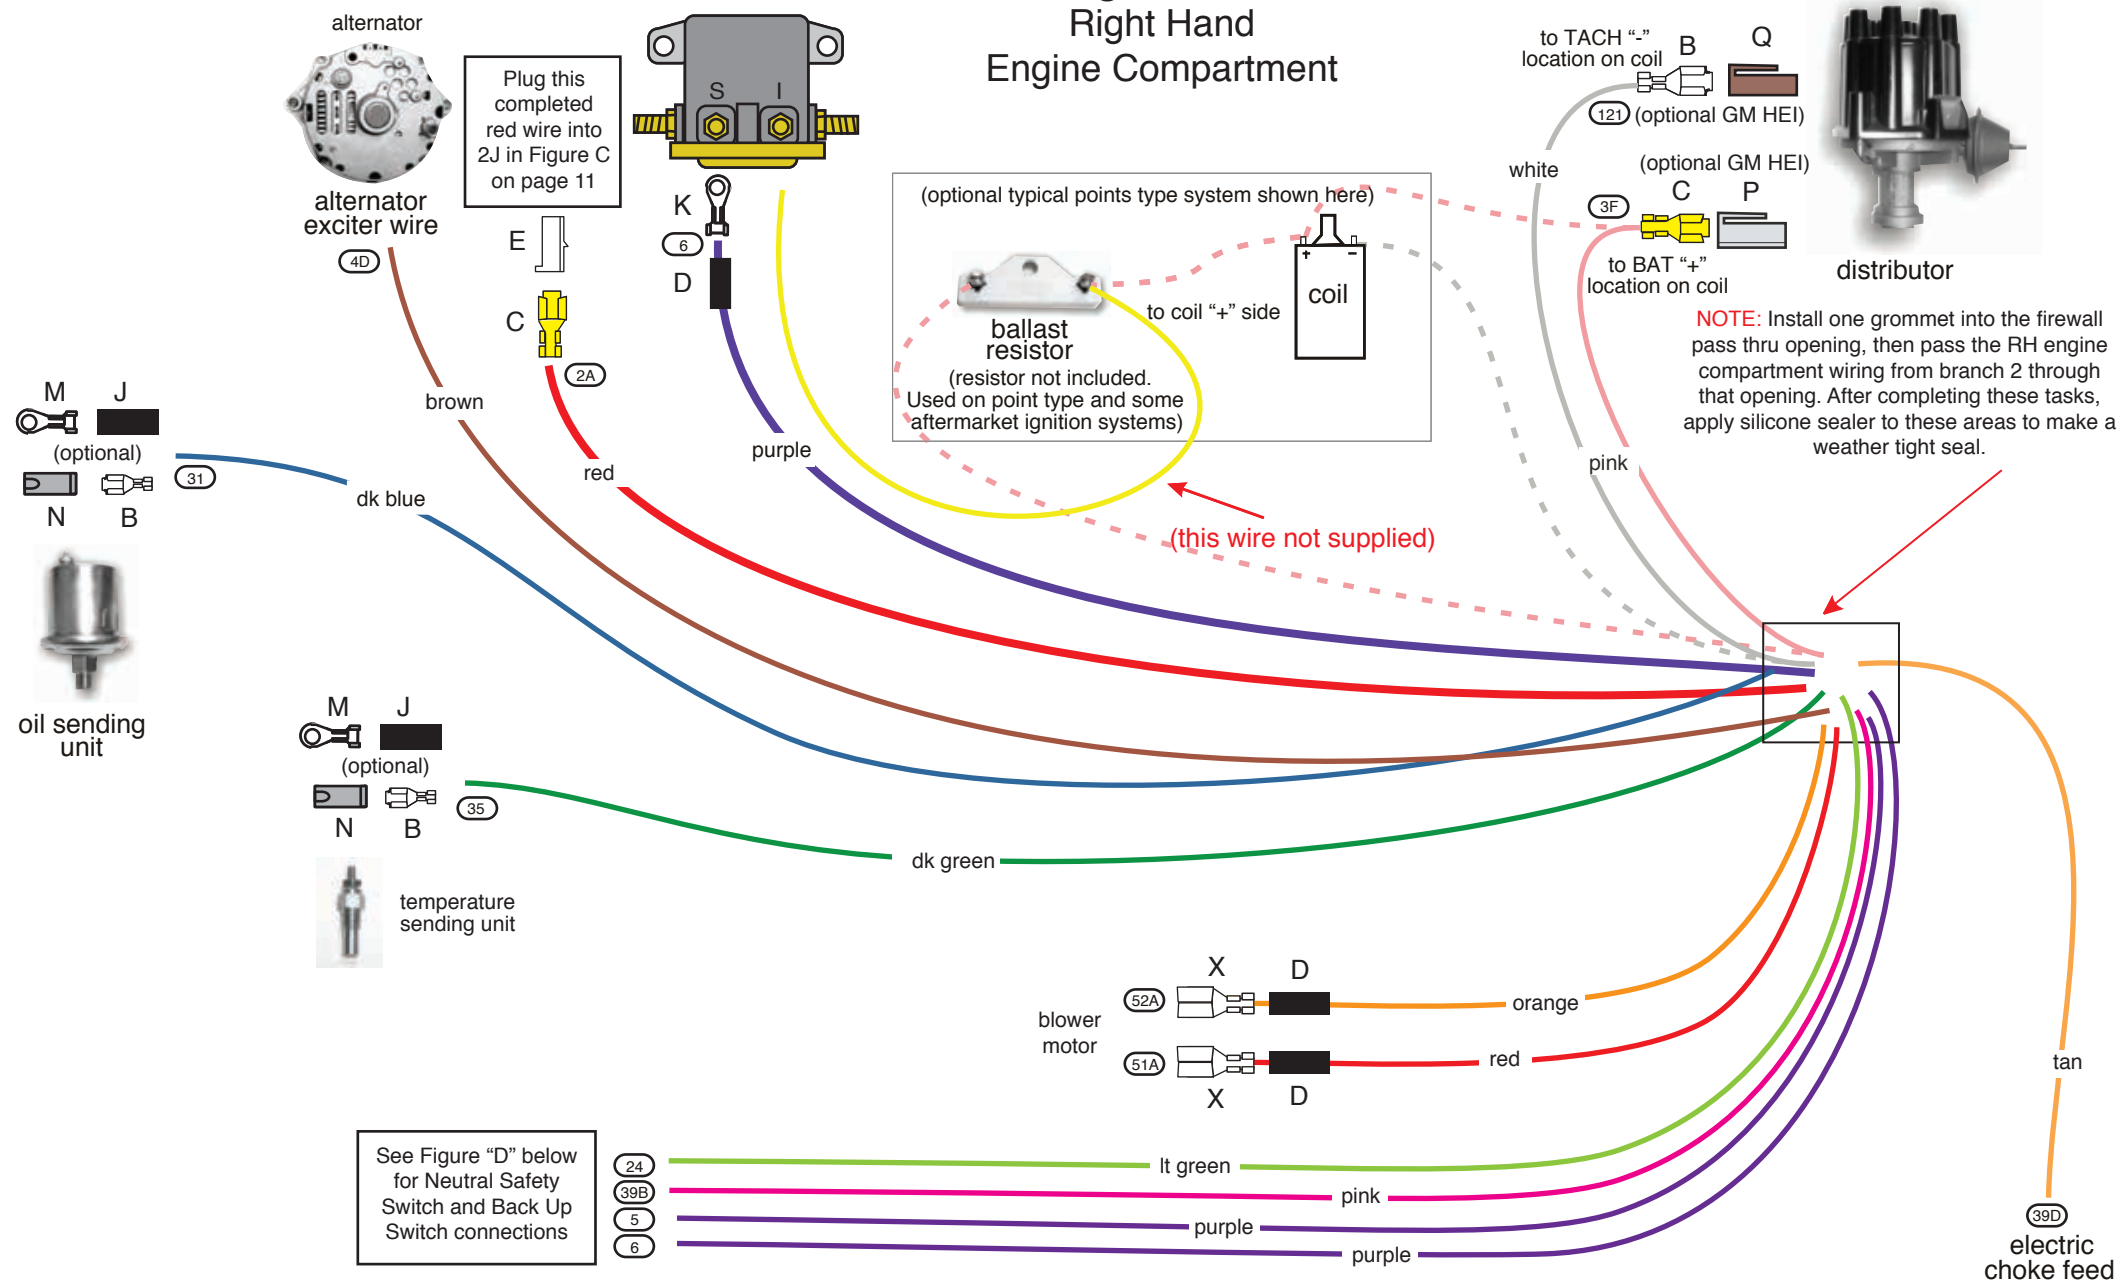 Right Hand
Engine Compartment
alternator
alternator
exciter wire
4D
Plug this
completed
red wire into
2J in Figure C
on page 11
E
C
2A
S I
K
6
D
(optional typical points type system shown here)
ballast
resistor
(resistor not included.
Used on point type and some
aftermarket ignition systems)
to coil “+” side
+ −
coil
(this wire not supplied)
to TACH “-”
location on coil
B Q
121 (optional GM HEI)
white
(optional GM HEI)
3F C P
to BAT “+”
location on coil
distributor
NOTE: Install one grommet into the firewall
pass thru opening, then pass the RH engine
compartment wiring from branch 2 through
that opening. After completing these tasks,
apply silicone sealer to these areas to make a
weather tight seal.
pink
brown
red
purple
M J
(optional)
31
N B
dk blue
oil sending
unit
M J
(optional)
35
N B
dk green
temperature
sending unit
blower
motor
X D
52A
orange
51A
red
X D
See Figure “D” below
for Neutral Safety
Switch and Back Up
Switch connections
24
lt green
39B
pink
5
purple
6
purple
tan
39D
electric
choke feed